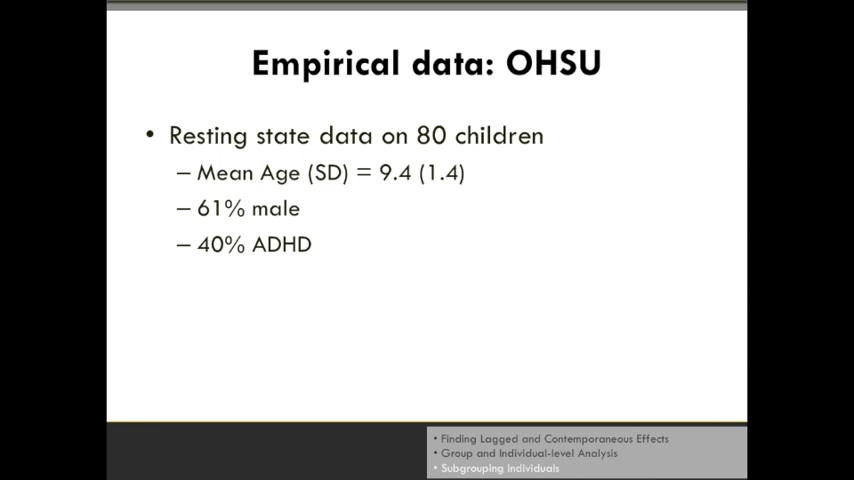 Empirical data: OHSU
• Resting state data on 80 children
– Mean Age (SD) = 9.4 (1.4)
– 61% male
– 40% ADHD
• Finding Lagged and Contemporaneous Effects
• Group and Individual-level Analysis
• Subgrouping Individuals